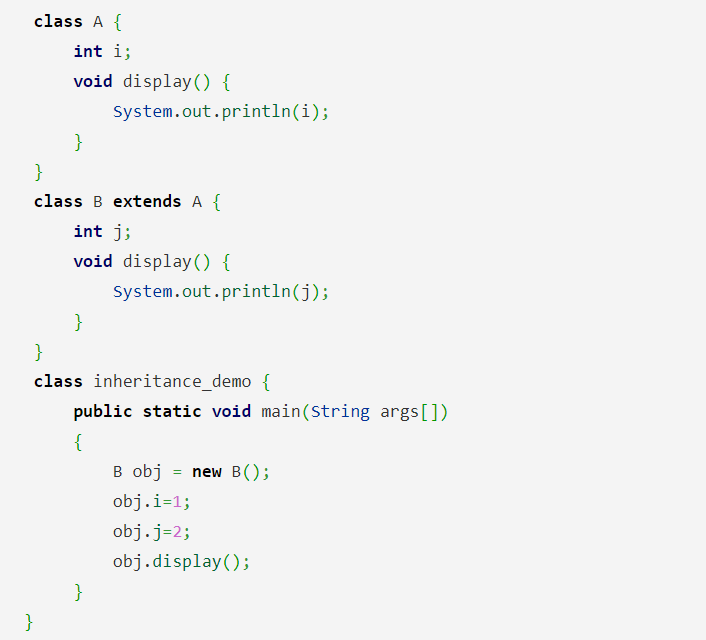 class A {
    int i;
    void display() {
        System.out.println(i);
    }
}
class B extends A {
    int j;
    void display() {
        System.out.println(j);
    }
}
class inheritance_demo {
    public static void main(String args[])
    {
        B obj = new B();
        obj.i=1;
        obj.j=2;
        obj.display();
    }
}